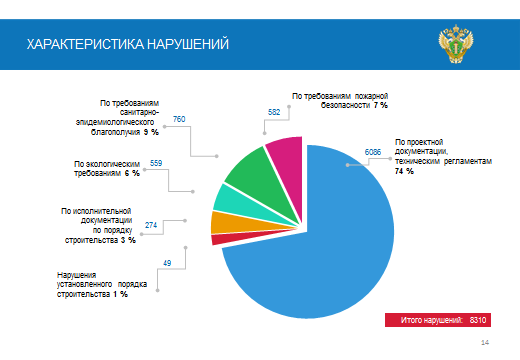 ХАРАКТЕРИСТИКА НАРУШЕНИЙ
По требованиям пожарной
безопасности 7 %
582
По требованиям
санитарно-
эпидемиологического
благополучия 9 %
760
6086
По проектной
документации,
техническим регламентам
74 %
По экологическим
требованиям 6 %
559
По исполнительной
документации
по порядку
строительства 3 %
274
49
Нарушения
установленного порядка
строительства 1 %
Итого нарушений: 8310
14